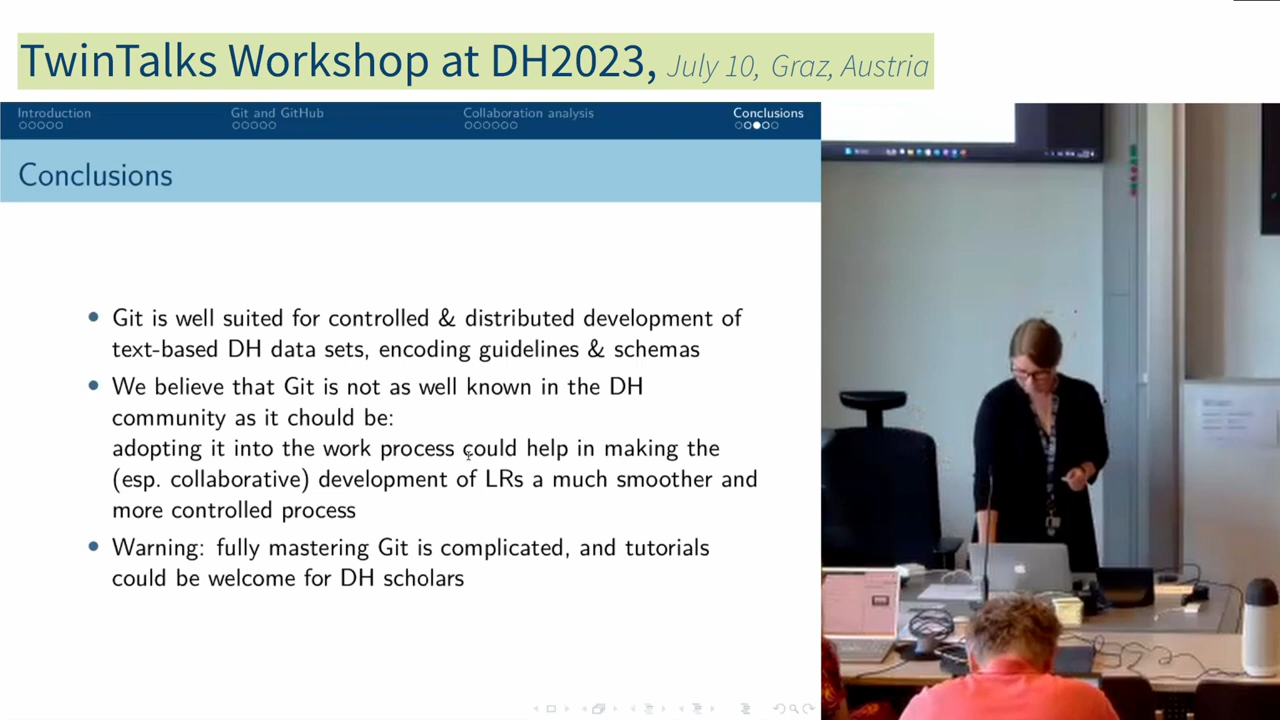 TwinTalks Workshop at DH2023, July 10, Graz, Austria
Introduction
Git and GitHub
Collaboration analysis
Conclusions
Conclusions
Git is well suited for controlled & distributed development of
text-based DH data sets, encoding guidelines & schemas
We believe that Git is not as well known in the DH
community as it chould be:
adopting it into the work process could help in making the
(esp. collaborative) development of LRs a much smoother and
more controlled process
Warning: fully mastering Git is complicated, and tutorials
could be welcome for DH scholars